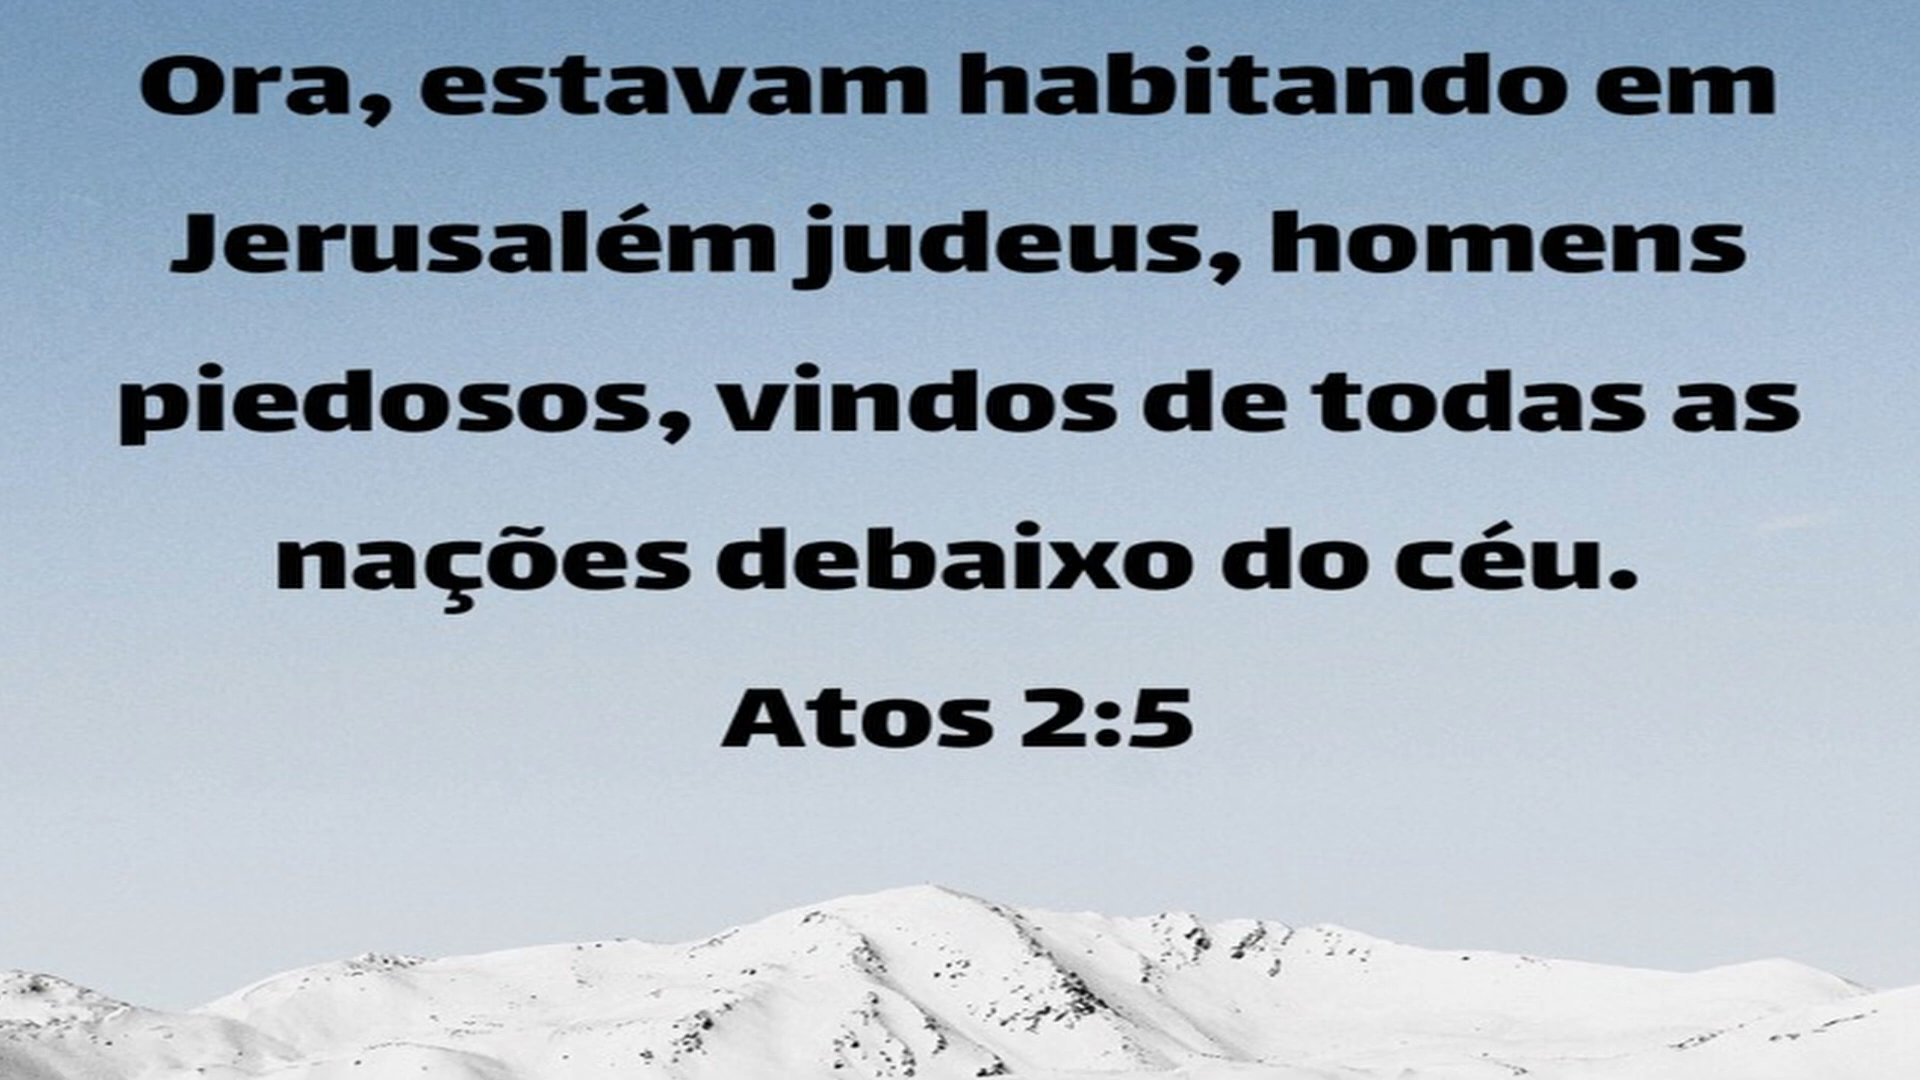 Ora, estavam habitando em
Jerusalém judeus, homens
piedosos, vindos de todas as
nações debaixo do céu.
Atos 2:5